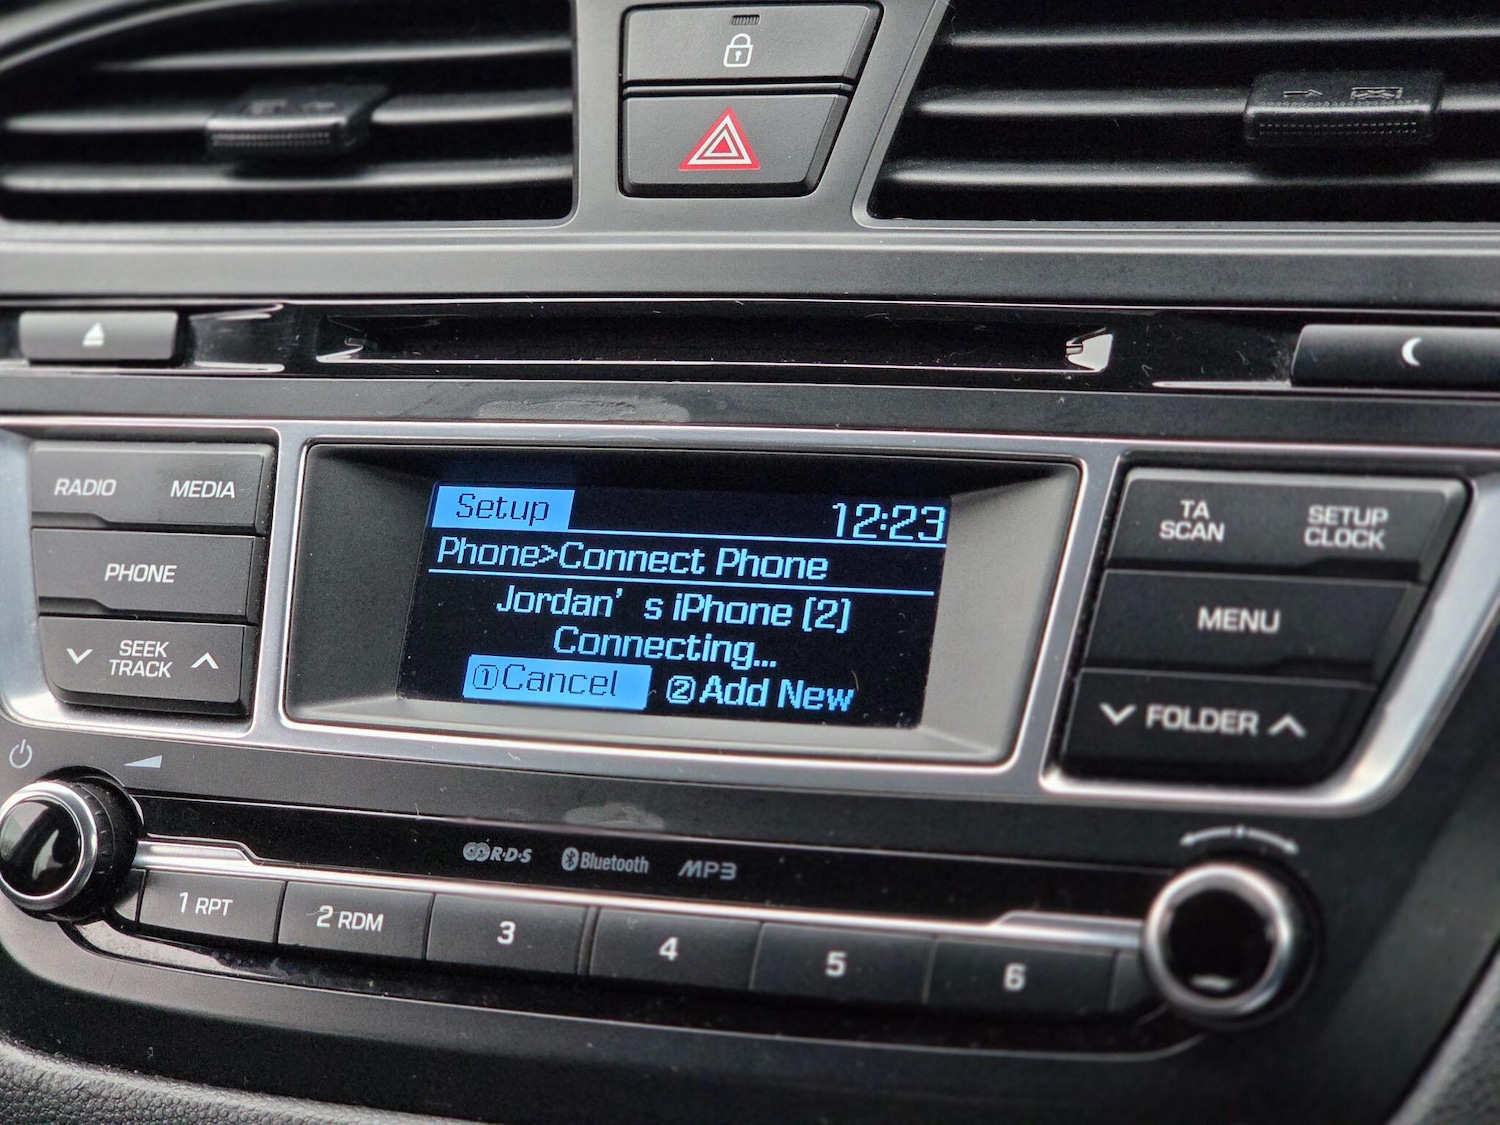 RADIO MEDIA
PHONE
SEEK
TRACK
Setup 12:23
Phone>Connect Phone
Jordan's iPhone (2)
Connecting...
①Cancel ②Add New
TA
SCAN
SETUP
CLOCK
MENU
FOLDER
R·D·S Bluetooth MP3
1 RPT 2 RDM 3 4 5 6